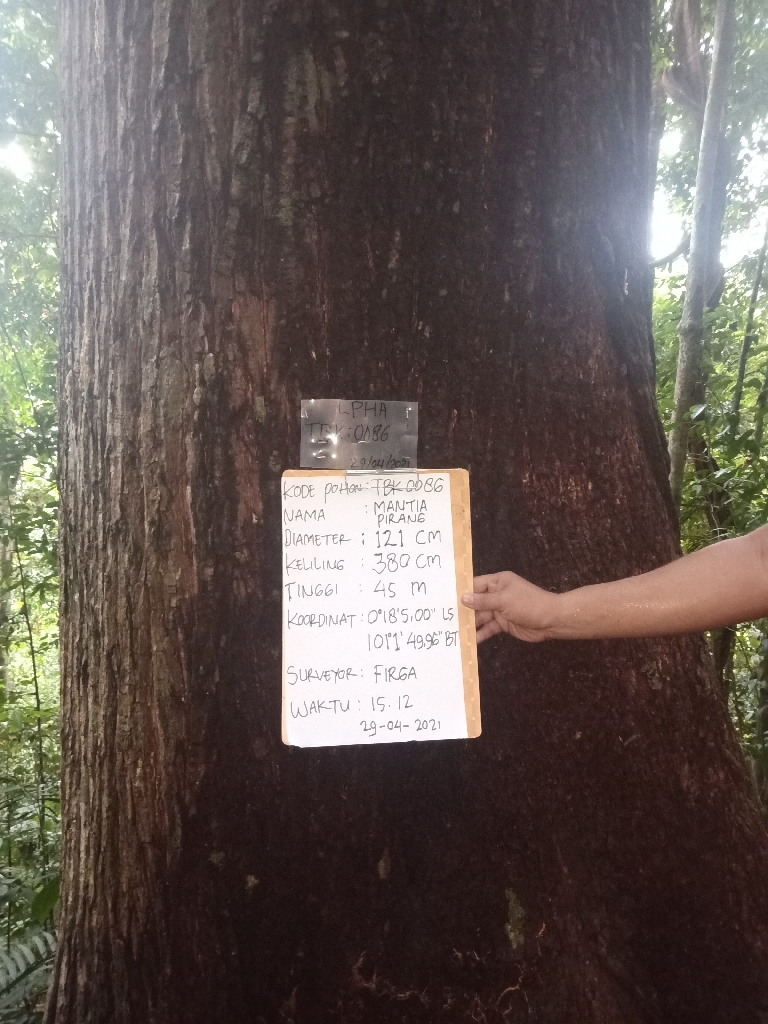 LPHA
TBK:0086
29/04/2021
KODE POHON : TBK 0086
NAMA : MANTIA
PIRANG
DIAMETER : 121 CM
KELILING : 380 CM
TINGGI : 45 M
KOORDINAT : 0°18'5,00" LS
101°1'49,96" BT
SURVEYOR : FIRGA
WAKTU : 15.12
29-04-2021